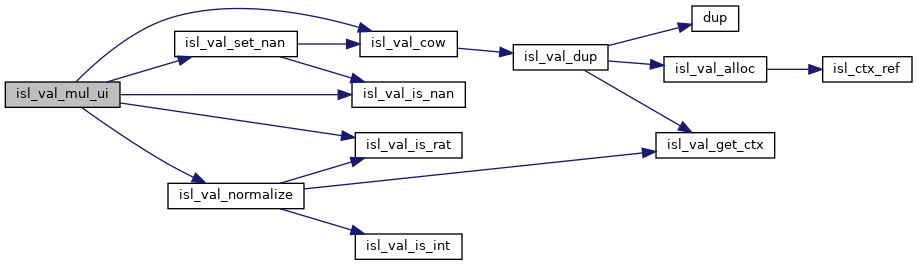 dup
isl_val_set_nan
isl_val_cow
isl_val_dup
isl_val_alloc
isl_ctx_ref
isl_val_mul_ui
isl_val_is_nan
isl_val_is_rat
isl_val_get_ctx
isl_val_normalize
isl_val_is_int